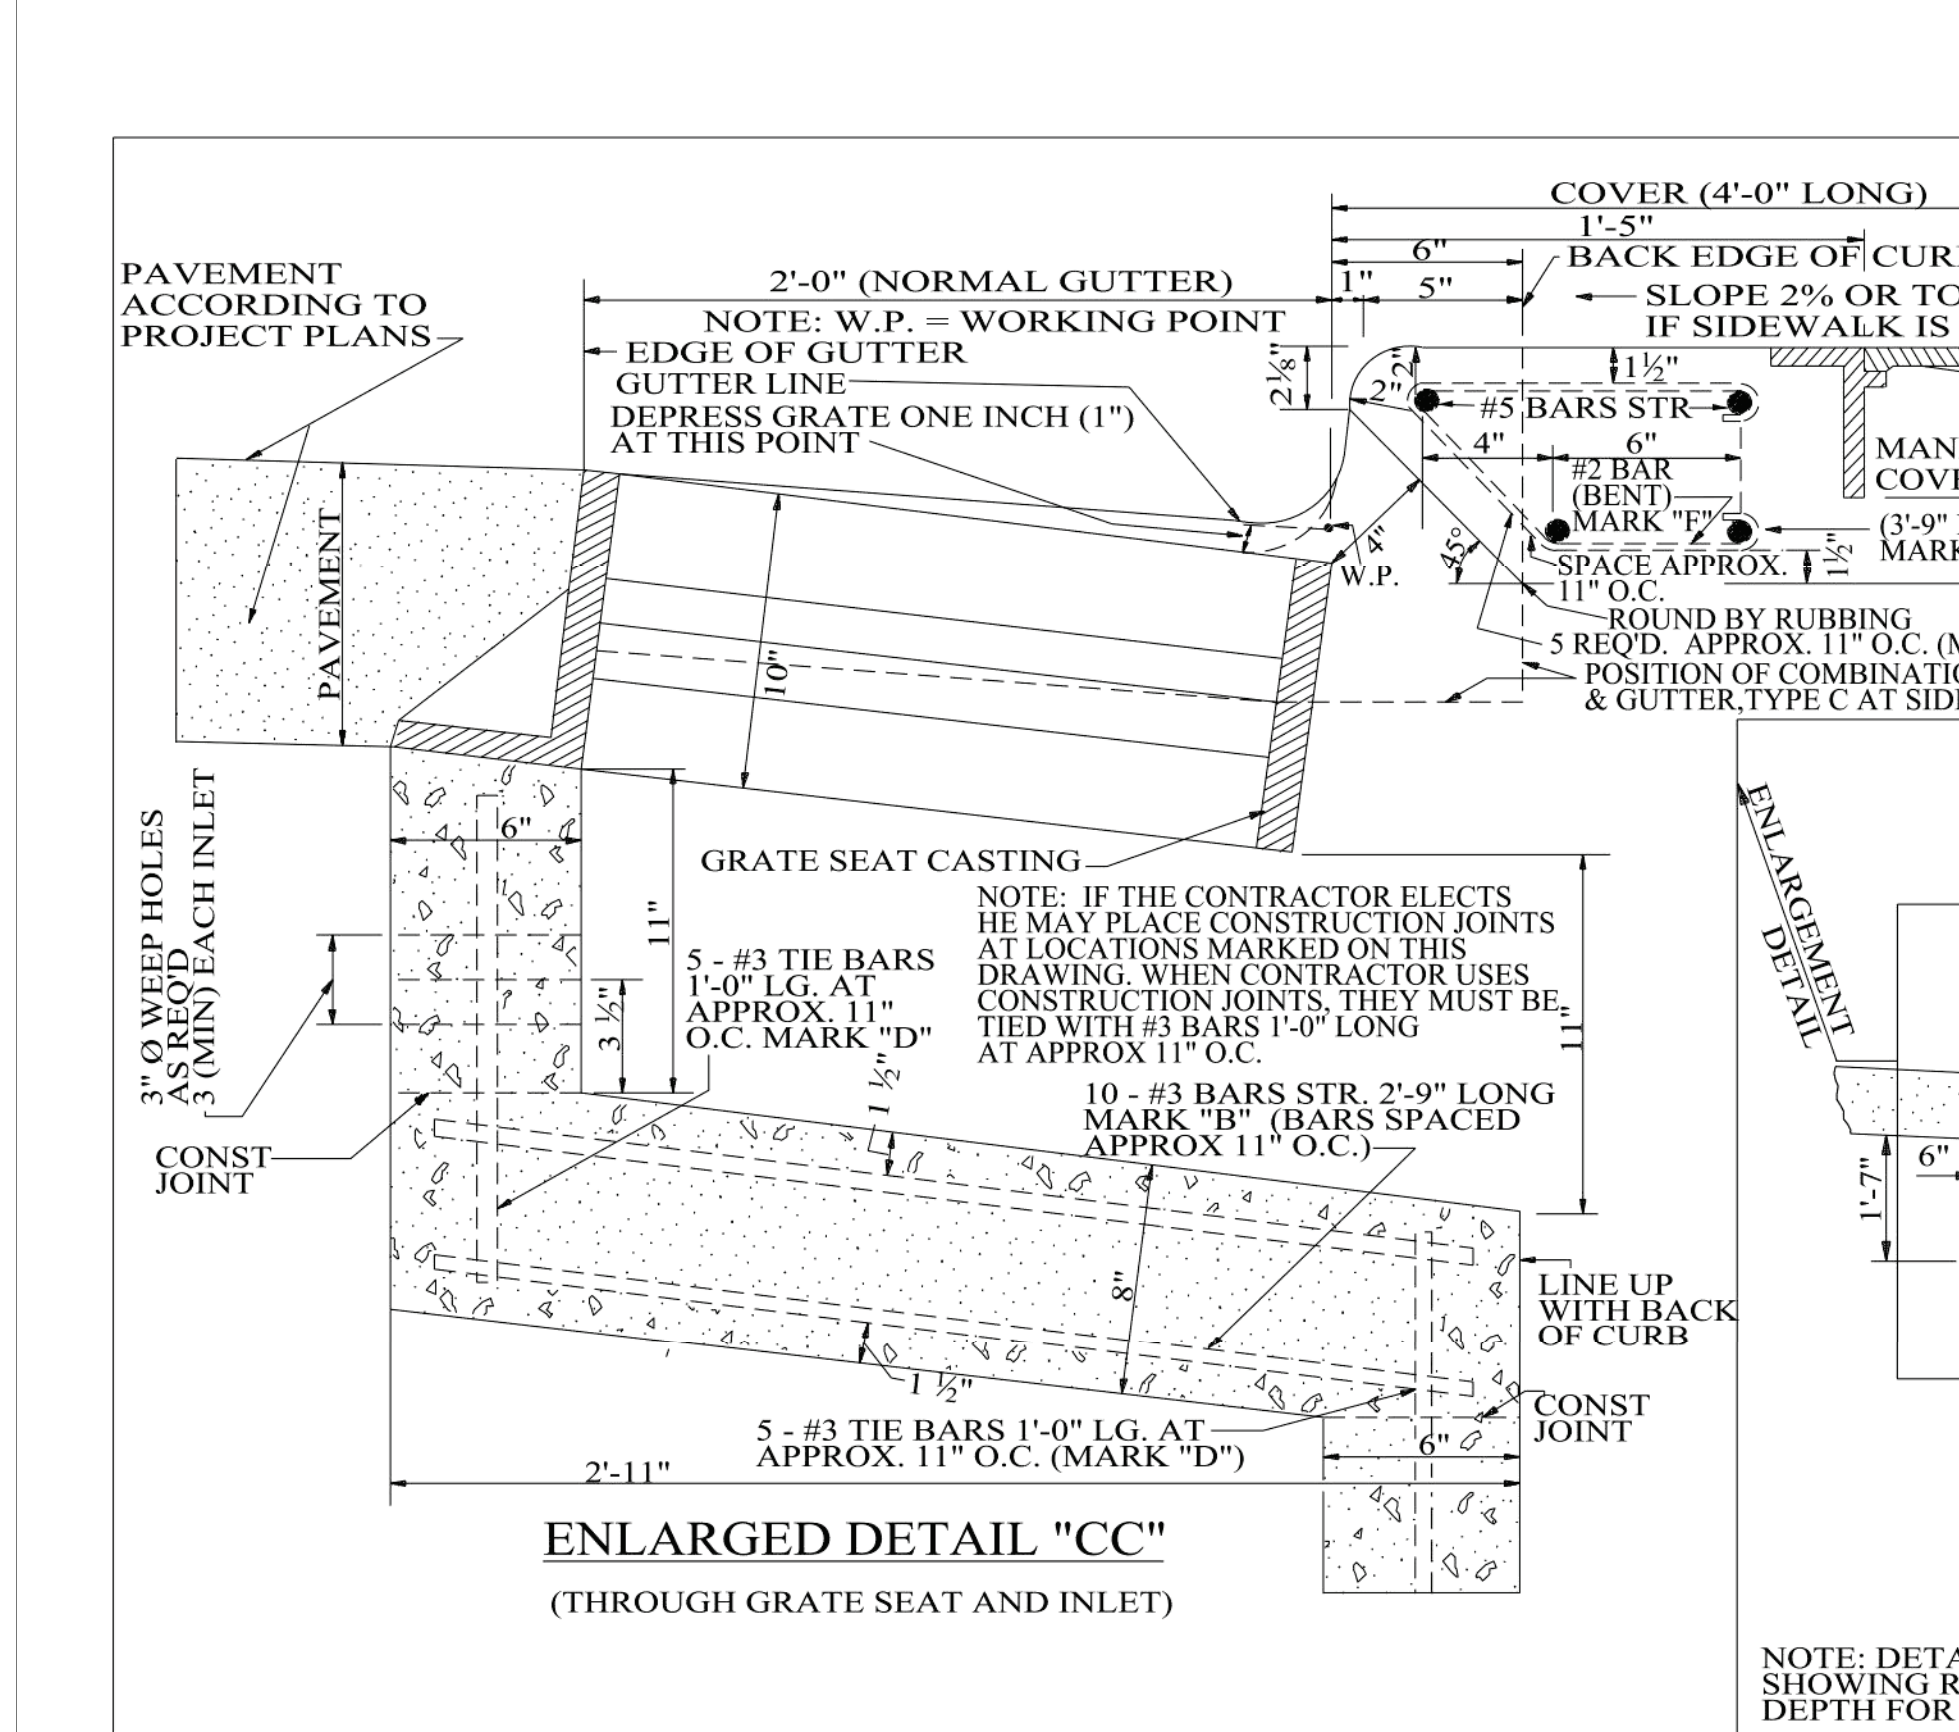 COVER (4'-0" LONG)
1'-5"
6"
BACK EDGE OF CUR
PAVEMENT
ACCORDING TO
PROJECT PLANS
2'-0" (NORMAL GUTTER)
1"
5"
SLOPE 2% OR TO
IF SIDEWALK IS
NOTE: W.P. = WORKING POINT
EDGE OF GUTTER
GUTTER LINE
DEPRESS GRATE ONE INCH (1")
AT THIS POINT
2⅛"
2"
2"
1½"
#5 BARS STR
4"
6"
#2 BAR
(BENT)
MARK "F"
MAN
COVE
(3'-9"
MARK
4"
45°
W.P.
1½"
SPACE APPROX.
11" O.C.
ROUND BY RUBBING
5 REQ'D. APPROX. 11" O.C. (M
POSITION OF COMBINATIO
& GUTTER,TYPE C AT SID
PAVEMENT
10"
6"
GRATE SEAT CASTING
3" Ø WEEP HOLES
AS REQ'D
3 (MIN) EACH INLET
11"
3 ½"
5 - #3 TIE BARS
1'-0" LG. AT
APPROX. 11"
O.C. MARK "D"
NOTE: IF THE CONTRACTOR ELECTS
HE MAY PLACE CONSTRUCTION JOINTS
AT LOCATIONS MARKED ON THIS
DRAWING. WHEN CONTRACTOR USES
CONSTRUCTION JOINTS, THEY MUST BE
TIED WITH #3 BARS 1'-0" LONG
AT APPROX 11" O.C.
11"
ENLARGEMENT
DETAIL
1 ½"
10 - #3 BARS STR. 2'-9" LONG
MARK "B" (BARS SPACED
APPROX 11" O.C.)
CONST
JOINT
6"
1'-7"
8"
LINE UP
WITH BACK
OF CURB
1 ½"
CONST
JOINT
5 - #3 TIE BARS 1'-0" LG. AT
APPROX. 11" O.C. (MARK "D")
6"
2'-11"
ENLARGED DETAIL "CC"
(THROUGH GRATE SEAT AND INLET)
NOTE: DETA
SHOWING R
DEPTH FOR